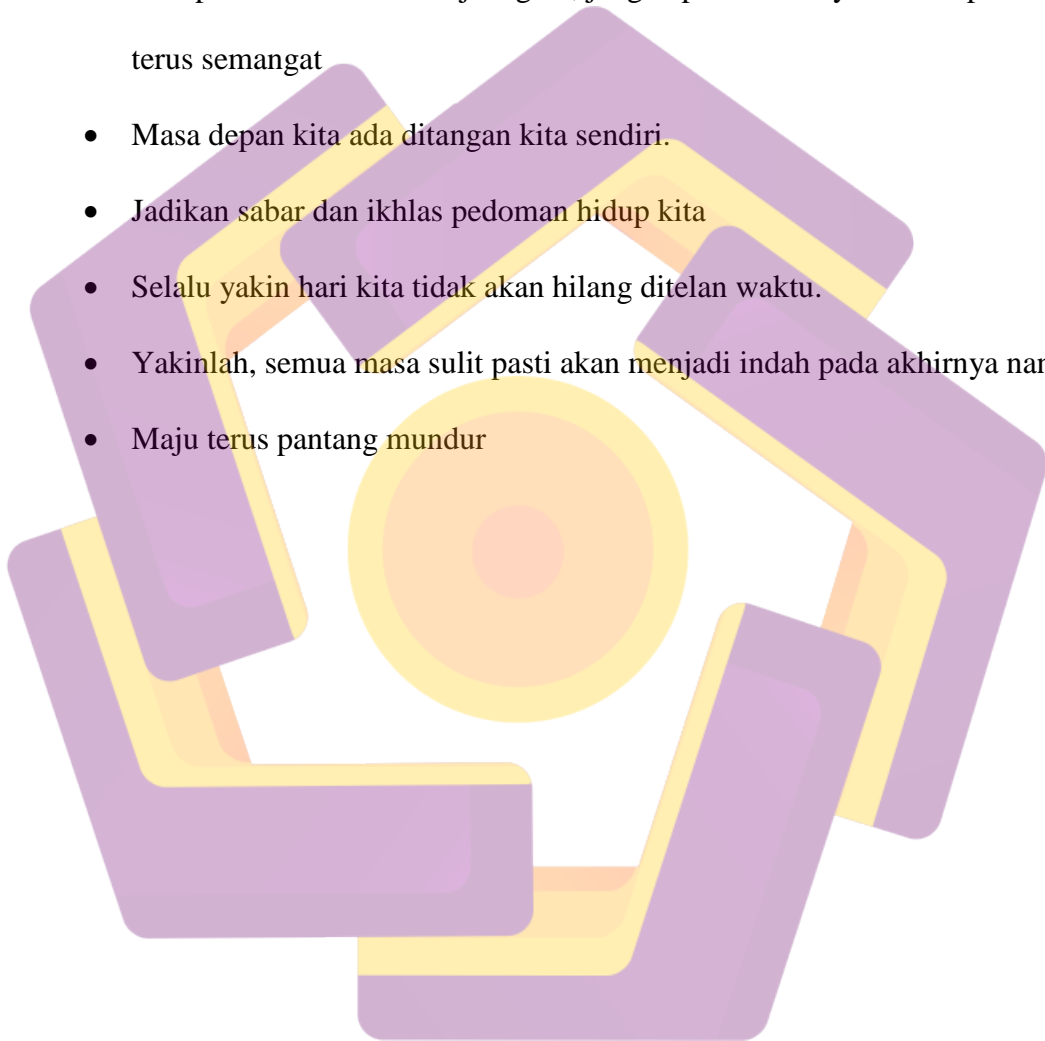 terus semangat
• Masa depan kita ada ditangan kita sendiri.
• Jadikan sabar dan ikhlas pedoman hidup kita
• Selalu yakin hari kita tidak akan hilang ditelan waktu.
• Yakinlah, semua masa sulit pasti akan menjadi indah pada akhirnya
• Maju terus pantang mundur